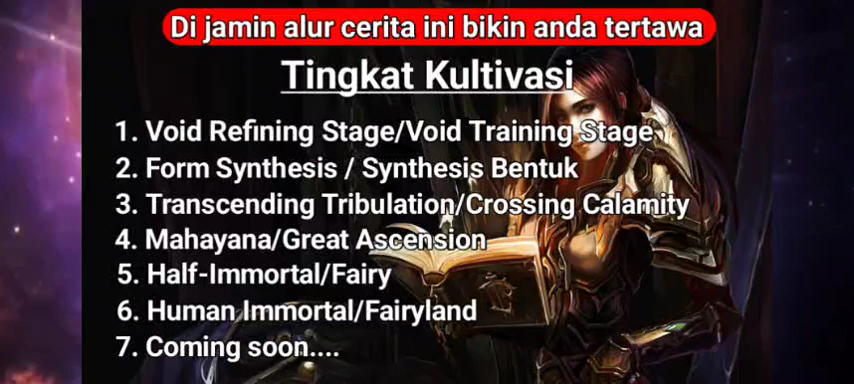 Di jamin alur cerita ini bikin anda tertawa
Tingkat Kultivasi
1. Void Refining Stage/Void Training Stage
2. Form Synthesis / Synthesis Bentuk
3. Transcending Tribulation/Crossing Calamity
4. Mahayana/Great Ascension
5. Half-Immortal/Fairy
6. Human Immortal/Fairyland
7. Coming soon....